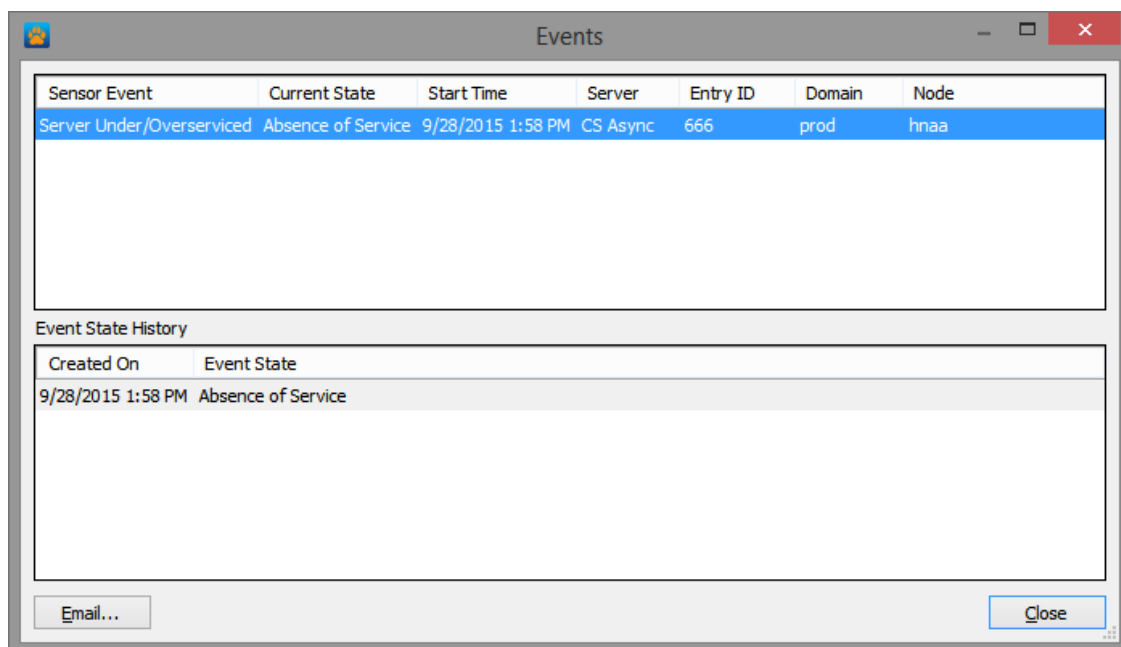 Events
Sensor Event Current State Start Time Server Entry ID Domain Node
Server Under/Overserviced Absence of Service 9/28/2015 1:58 PM CS Async 666 prod hnaa
Event State History
Created On Event State
9/28/2015 1:58 PM Absence of Service
Email... Close